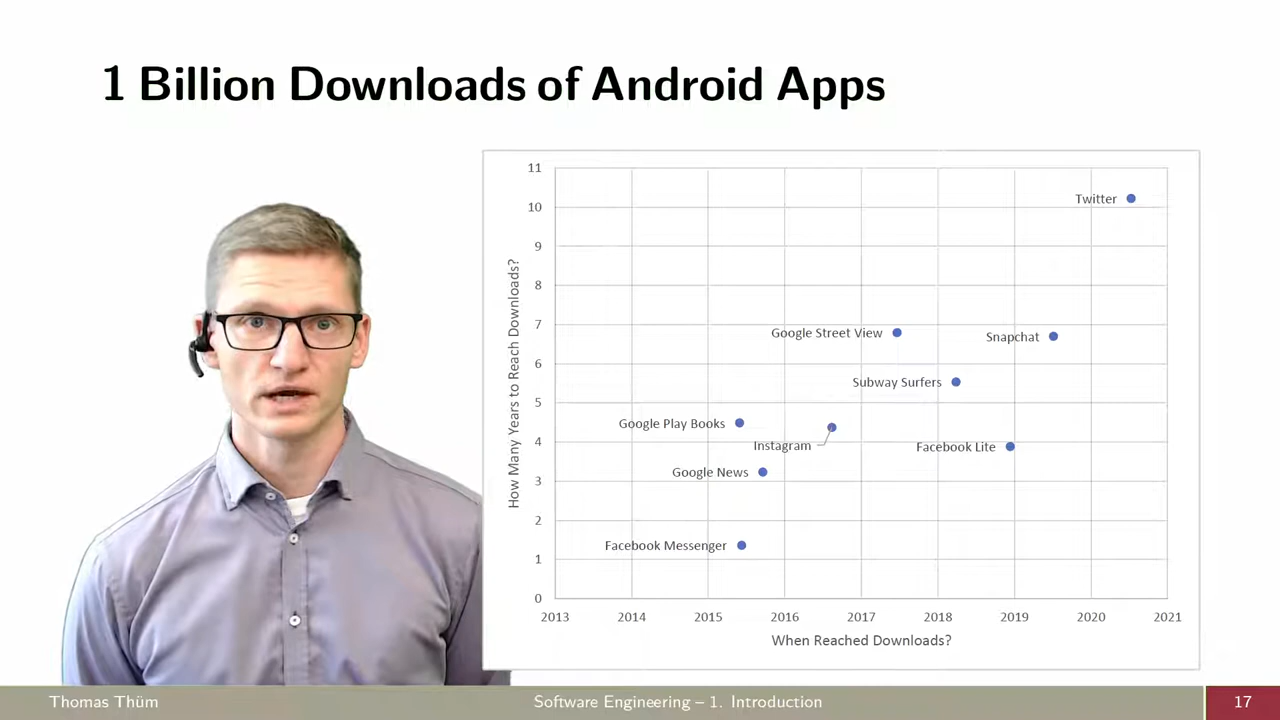 1 Billion Downloads of Android Apps
How Many Years to Reach Downloads?
11
10
9
8
7
6
5
4
3
2
1
0
Twitter
Google Street View
Snapchat
Subway Surfers
Google Play Books
Instagram
Facebook Lite
Google News
Facebook Messenger
2013 2014 2015 2016 2017 2018 2019 2020 2021
When Reached Downloads?
Thomas Thüm Software Engineering – 1. Introduction 17